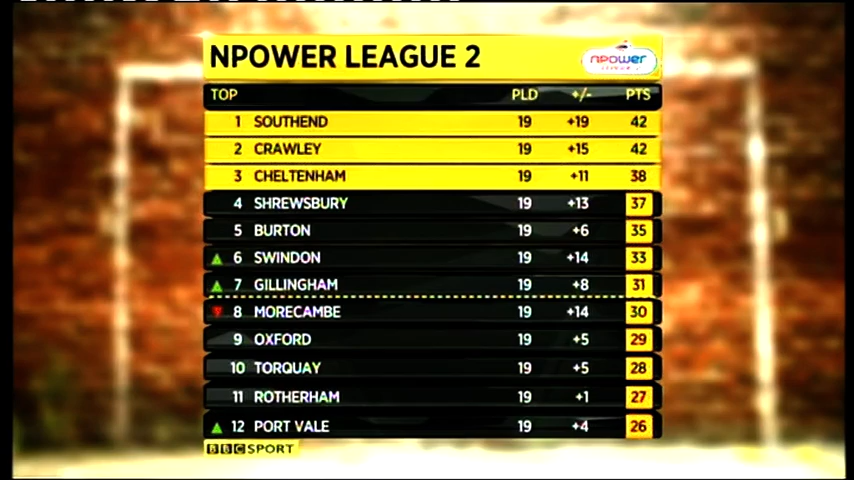 NPOWER LEAGUE 2
npower
TOP PLD +/- PTS
1 SOUTHEND 19 +19 42
2 CRAWLEY 19 +15 42
3 CHELTENHAM 19 +11 38
4 SHREWSBURY 19 +13 37
5 BURTON 19 +6 35
6 SWINDON 19 +14 33
7 GILLINGHAM 19 +8 31
8 MORECAMBE 19 +14 30
9 OXFORD 19 +5 29
10 TORQUAY 19 +5 28
11 ROTHERHAM 19 +1 27
12 PORT VALE 19 +4 26
BBC SPORT